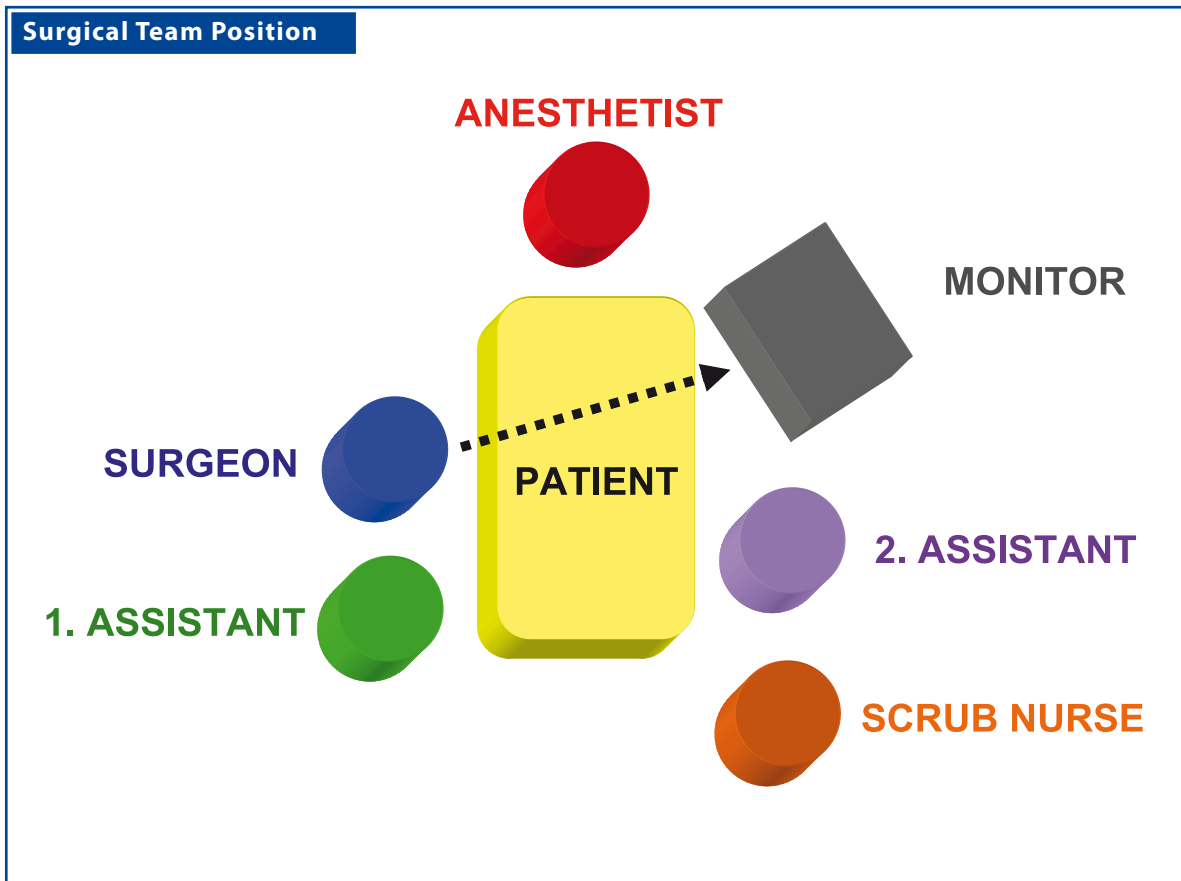 Surgical Team Position
ANESTHETIST
MONITOR
SURGEON
PATIENT
2. ASSISTANT
1. ASSISTANT
SCRUB NURSE